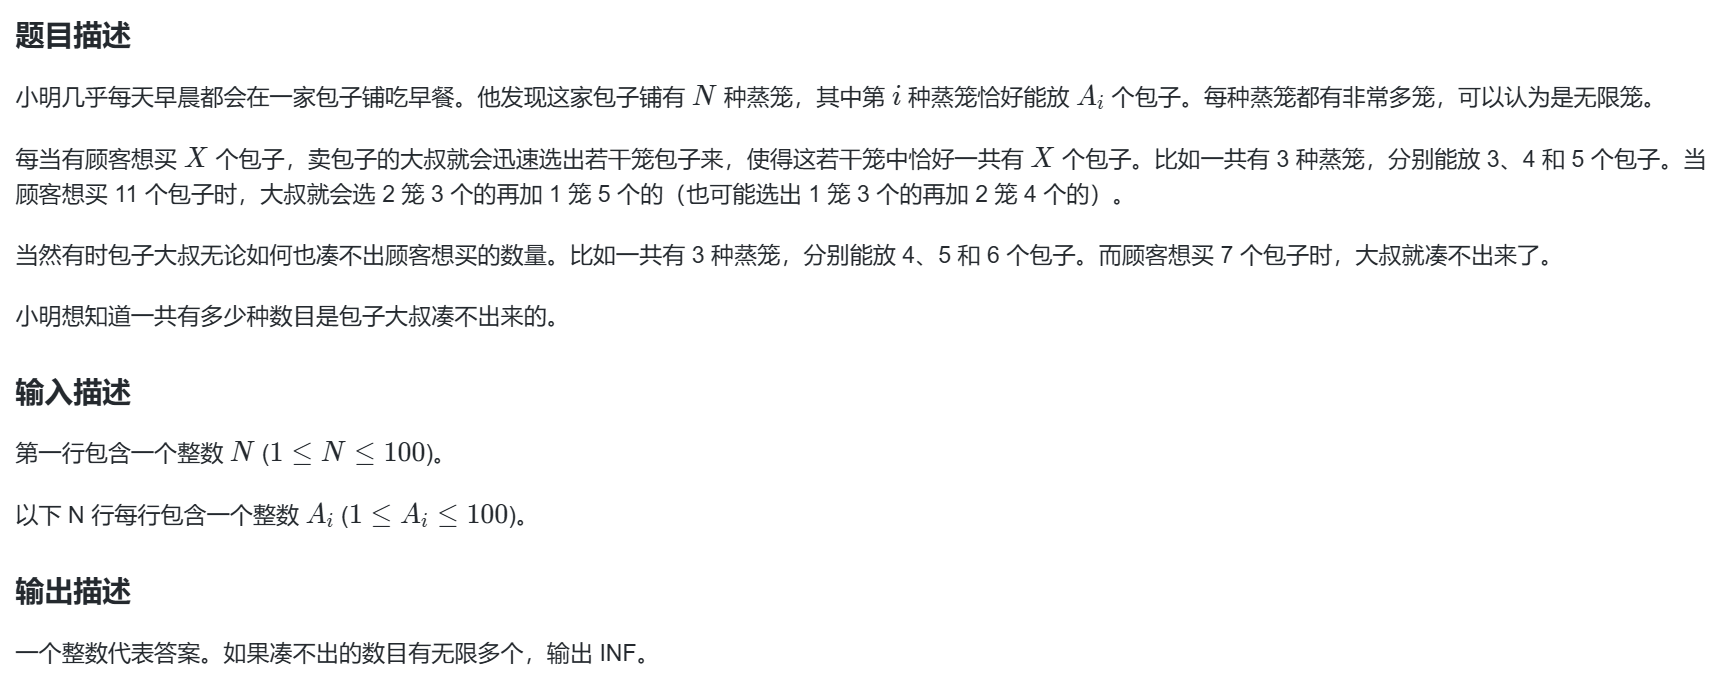 题目描述
小明几乎每天早晨都会在一家包子铺吃早餐。他发现这家包子铺有 N 种蒸笼，其中第 i 种蒸笼恰好能放 Aᵢ 个包子。每种蒸笼都有非常多笼，可以认为是无限笼。
每当有顾客想买 X 个包子，卖包子的大叔就会迅速选出若干笼包子来，使得这若干笼中恰好一共有 X 个包子。比如一共有 3 种蒸笼，分别能放 3、4 和 5 个包子。当
顾客想买 11 个包子时，大叔就会选 2 笼 3 个的再加 1 笼 5 个的（也可能选出 1 笼 3 个的再加 2 笼 4 个的）。
当然有时包子大叔无论如何也凑不出顾客想买的数量。比如一共有 3 种蒸笼，分别能放 4、5 和 6 个包子。而顾客想买 7 个包子时，大叔就凑不出来了。
小明想知道一共有多少种数目是包子大叔凑不出来的。
输入描述
第一行包含一个整数 N (1 ≤ N ≤ 100)。
以下 N 行每行包含一个整数 Aᵢ (1 ≤ Aᵢ ≤ 100)。
输出描述
一个整数代表答案。如果凑不出的数目有无限多个，输出 INF。